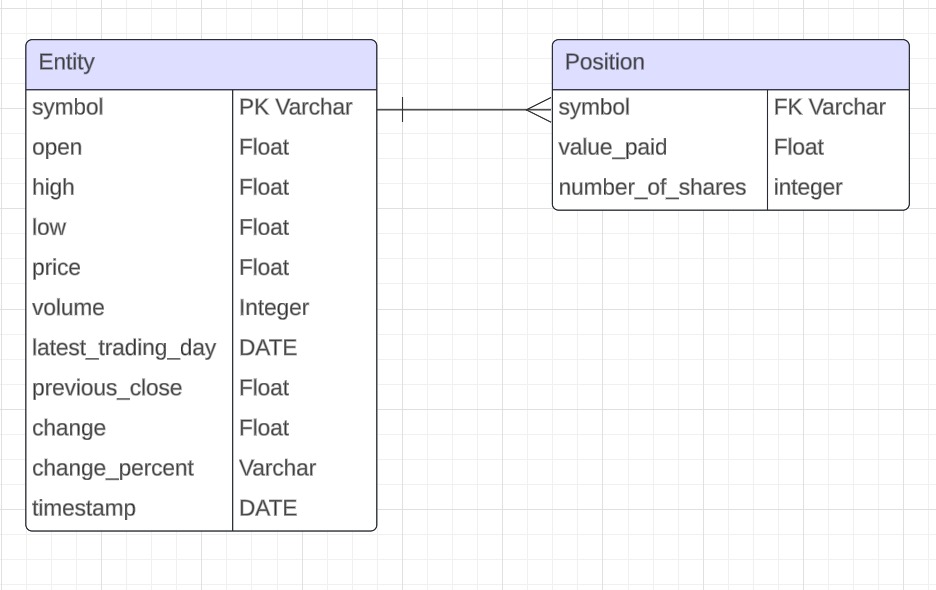 Entity
symbol PK Varchar
open Float
high Float
low Float
price Float
volume Integer
latest_trading_day DATE
previous_close Float
change Float
change_percent Varchar
timestamp DATE
Position
symbol FK Varchar
value_paid Float
number_of_shares integer